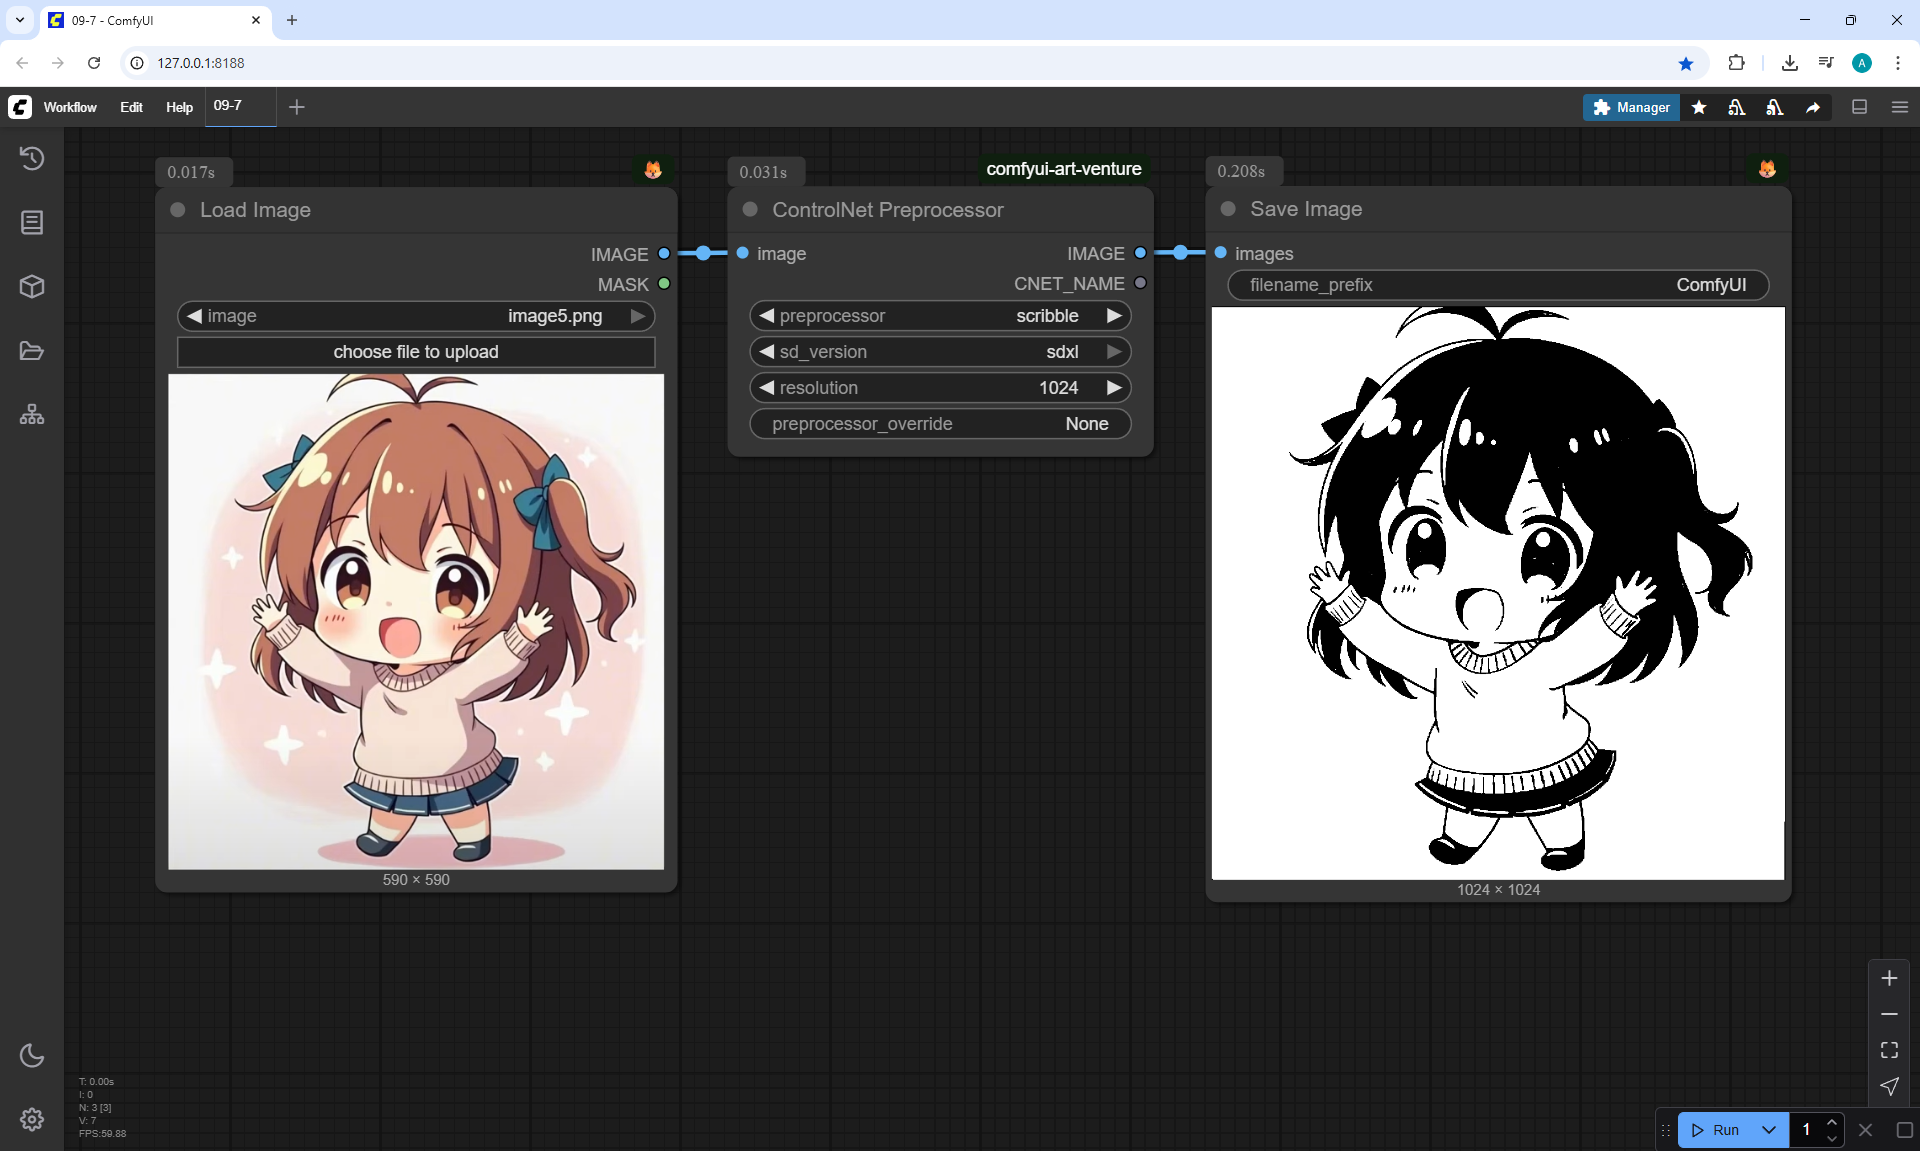 09-7 - ComfyUI
127.0.0.1:8188
A
Workflow Edit Help 09-7
Manager
0.017s
Load Image
IMAGE
MASK
image image5.png
choose file to upload
590 × 590
0.031s
comfyui-art-venture
ControlNet Preprocessor
image IMAGE
CNET_NAME
preprocessor scribble
sd_version sdxl
resolution 1024
preprocessor_override None
0.208s
Save Image
images
filename_prefix ComfyUI
1024 × 1024
T: 0.00s
I: 0
N: 3 [3]
V: 7
FPS:59.88
Run 1